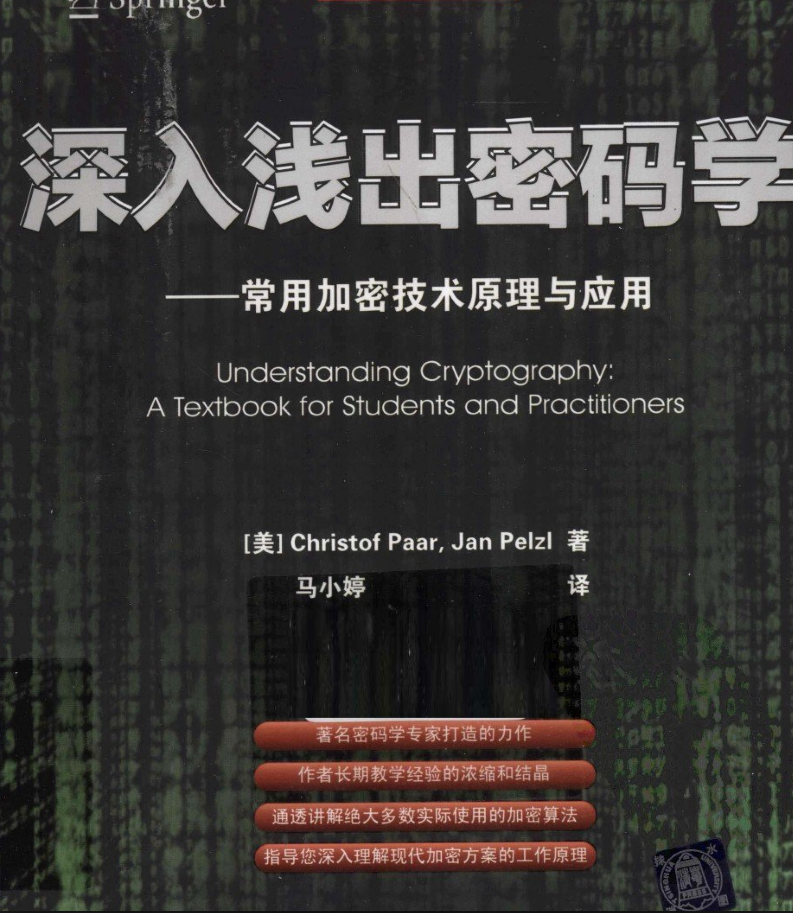 Springer
深入浅出密码学
——常用加密技术原理与应用
Understanding Cryptography:
A Textbook for Students and Practitioners
[美] Christof Paar, Jan Pelzl 著
马小婷 译
著名密码学专家打造的力作
作者长期教学经验的浓缩和结晶
通透讲解绝大多数实际使用的加密算法
指导您深入理解现代加密方案的工作原理